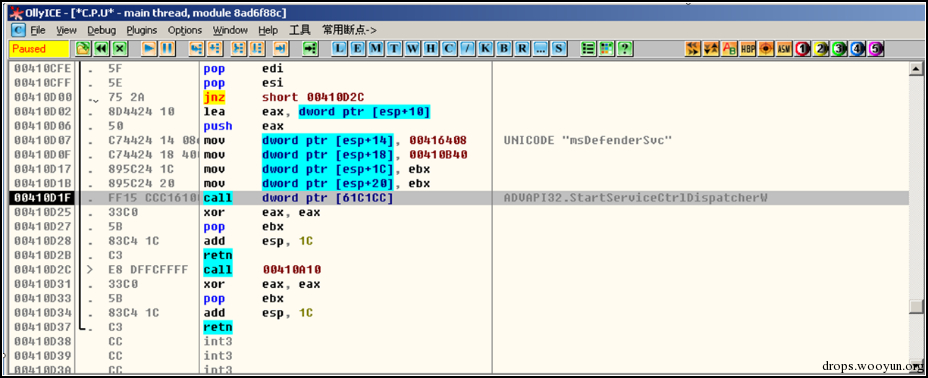 OllyICE - [*C.P.U* - main thread, module 8ad6f88c]
C File View Debug Plugins Options Window Help 工具 常用断点->
Paused L E M T W H C / K B R ... S ? HBP ASM 1 2 3 4 5
00410CFE . 5F pop edi
00410CFF . 5E pop esi
00410D00 .⌄ 75 2A jnz short 00410D2C
00410D02 . 8D4424 10 lea eax, dword ptr [esp+10]
00410D06 . 50 push eax
00410D07 . C74424 14 08 mov dword ptr [esp+14], 00416408 UNICODE "msDefenderSvc"
00410D0F . C74424 18 40 mov dword ptr [esp+18], 00410B40
00410D17 . 895C24 1C mov dword ptr [esp+1C], ebx
00410D1B . 895C24 20 mov dword ptr [esp+20], ebx
00410D1F . FF15 CCC1610 call dword ptr [61C1CC] ADVAPI32.StartServiceCtrlDispatcherW
00410D25 . 33C0 xor eax, eax
00410D27 . 5B pop ebx
00410D28 . 83C4 1C add esp, 1C
00410D2B . C3 retn
00410D2C > E8 DFFCFFFF call 00410A10
00410D31 . 33C0 xor eax, eax
00410D33 . 5B pop ebx
00410D34 . 83C4 1C add esp, 1C
00410D37 . C3 retn
00410D38 CC int3
00410D39 CC int3
00410D3A CC int3
drops.wooyun.org